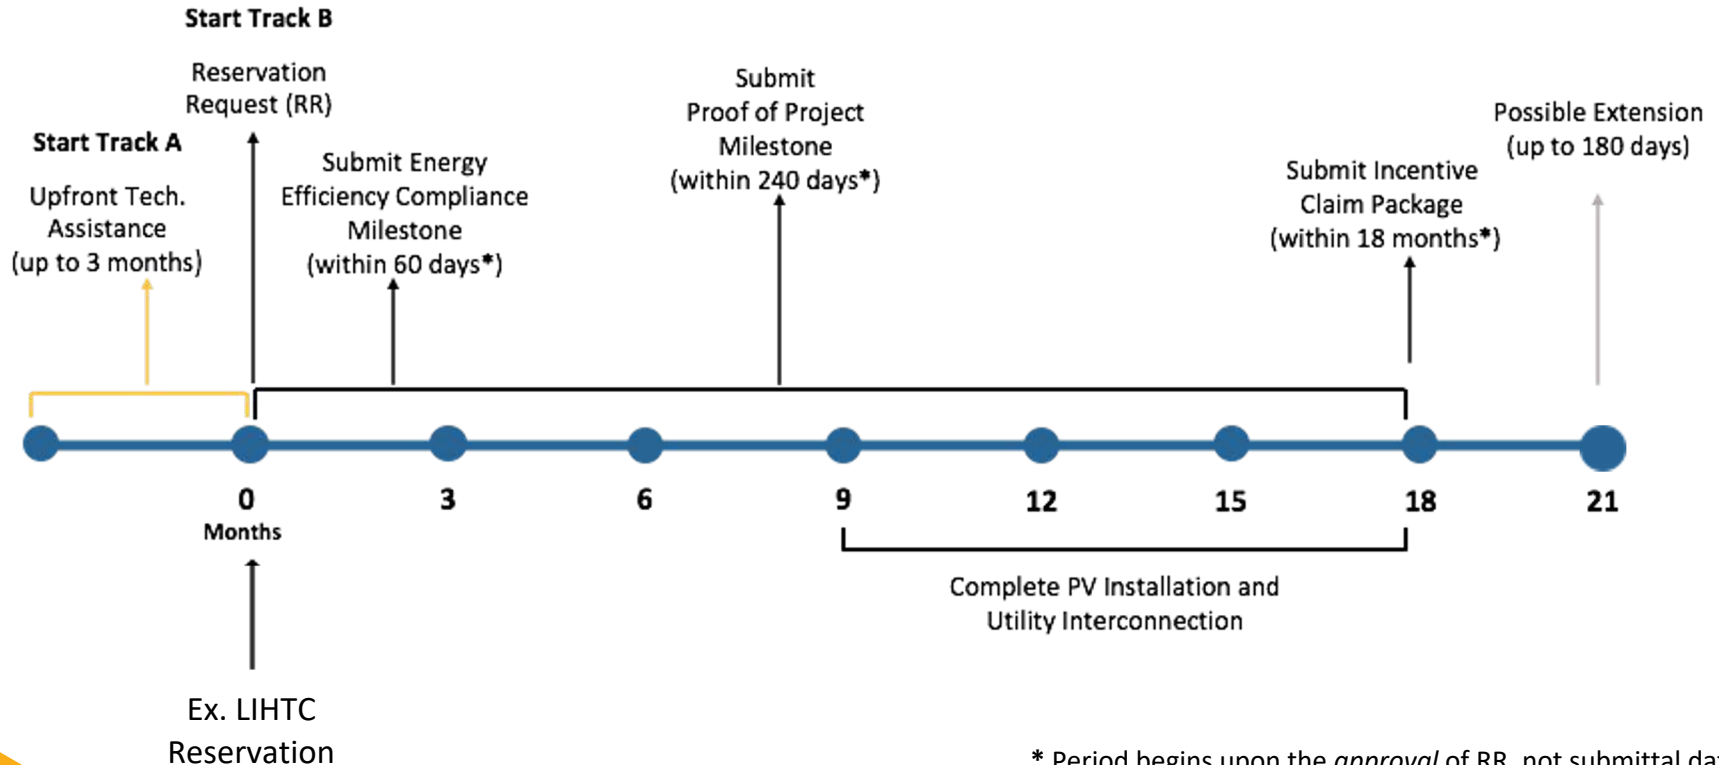 Start Track B
Reservation
Request (RR)
Start Track A
Upfront Tech.
Assistance
(up to 3 months)
Submit Energy
Efficiency Compliance
Milestone
(within 60 days*)
Submit
Proof of Project
Milestone
(within 240 days*)
Submit Incentive
Claim Package
(within 18 months*)
Possible Extension
(up to 180 days)
0 3 6 9 12 15 18 21
Months
Complete PV Installation and
Utility Interconnection
Ex. LIHTC
Reservation
* Period begins upon the approval of RR, not submittal